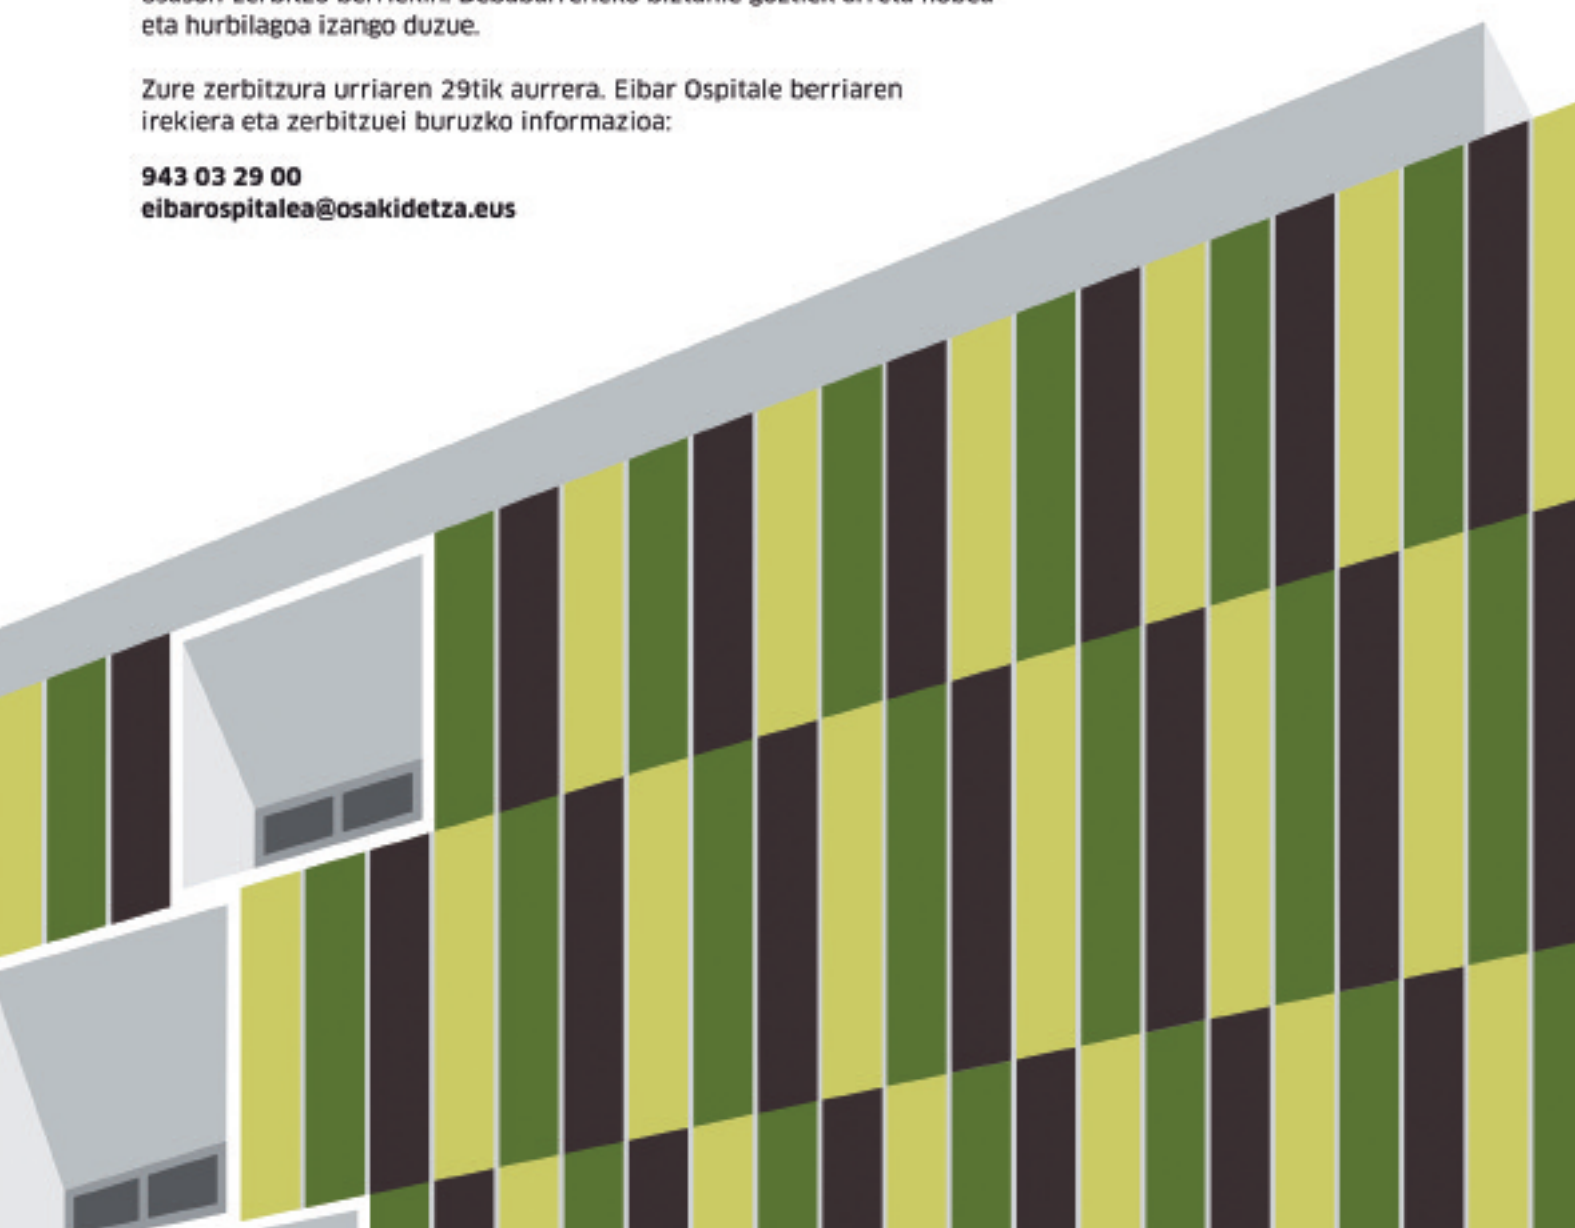 eta hurbilagoa izango duzue.
Zure zerbitzura urriaren 29tik aurrera. Eibar Ospitale berriaren
irekiera eta zerbitzuei buruzko informazioa:
943 03 29 00
eibarospitalea@osakidetza.eus